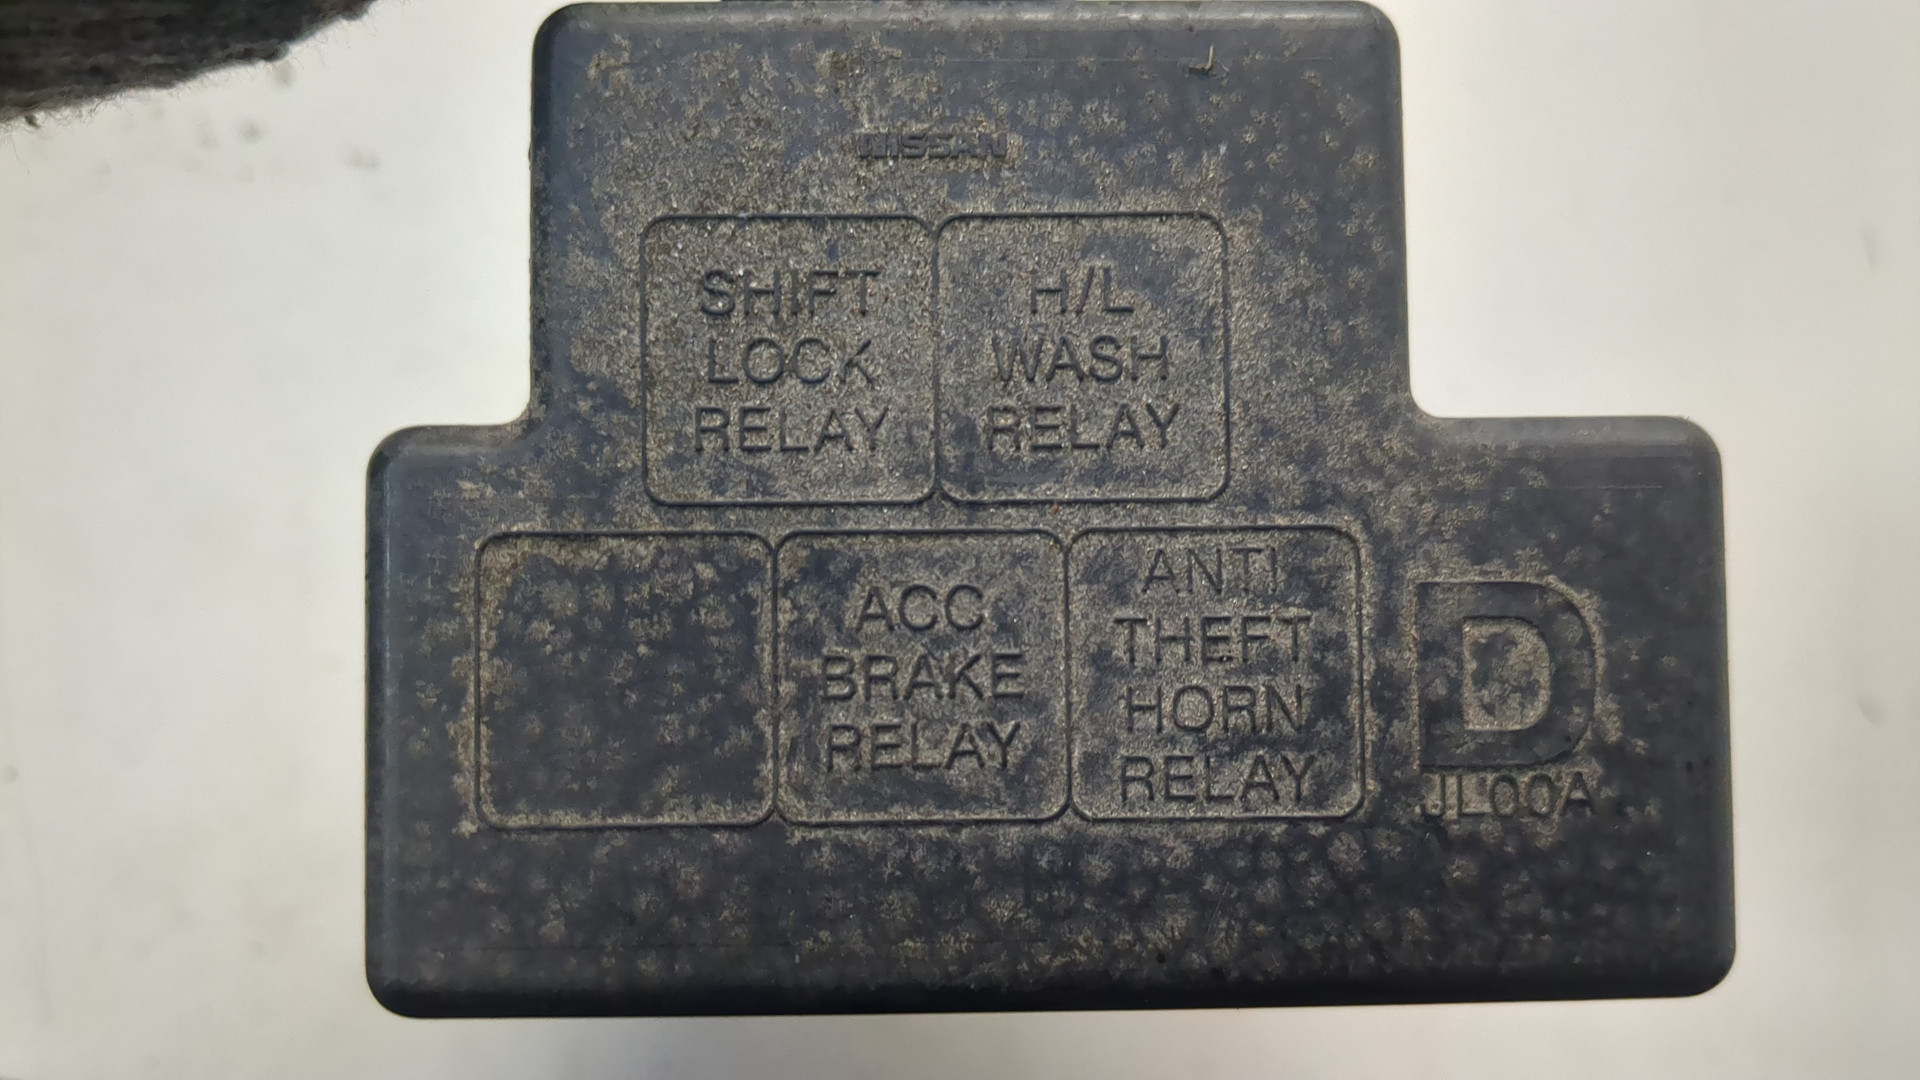 NISSAN
SHIFT
LOCK
RELAY
H/L
WASH
RELAY
ACC
BRAKE
RELAY
ANTI
THEFT
HORN
RELAY
D
JL00A